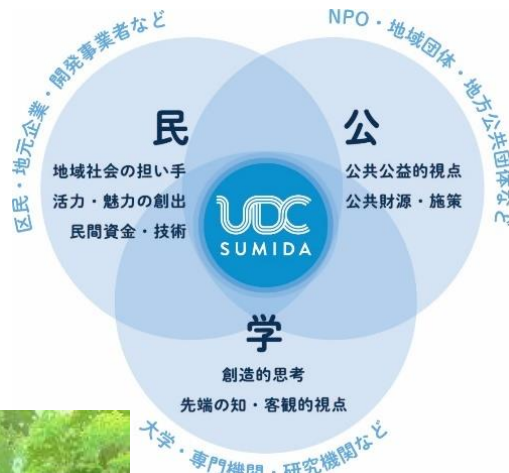 区民・地元企業・開発事業者など
NPO・地域団体・地方公共団体など
民
地域社会の担い手
活力・魅力の創出
民間資金・技術
公
公共公益的視点
公共財源・施策
UDC
SUMIDA
学
創造的思考
先端の知・客観的視点
大学・専門機関・研究機関など